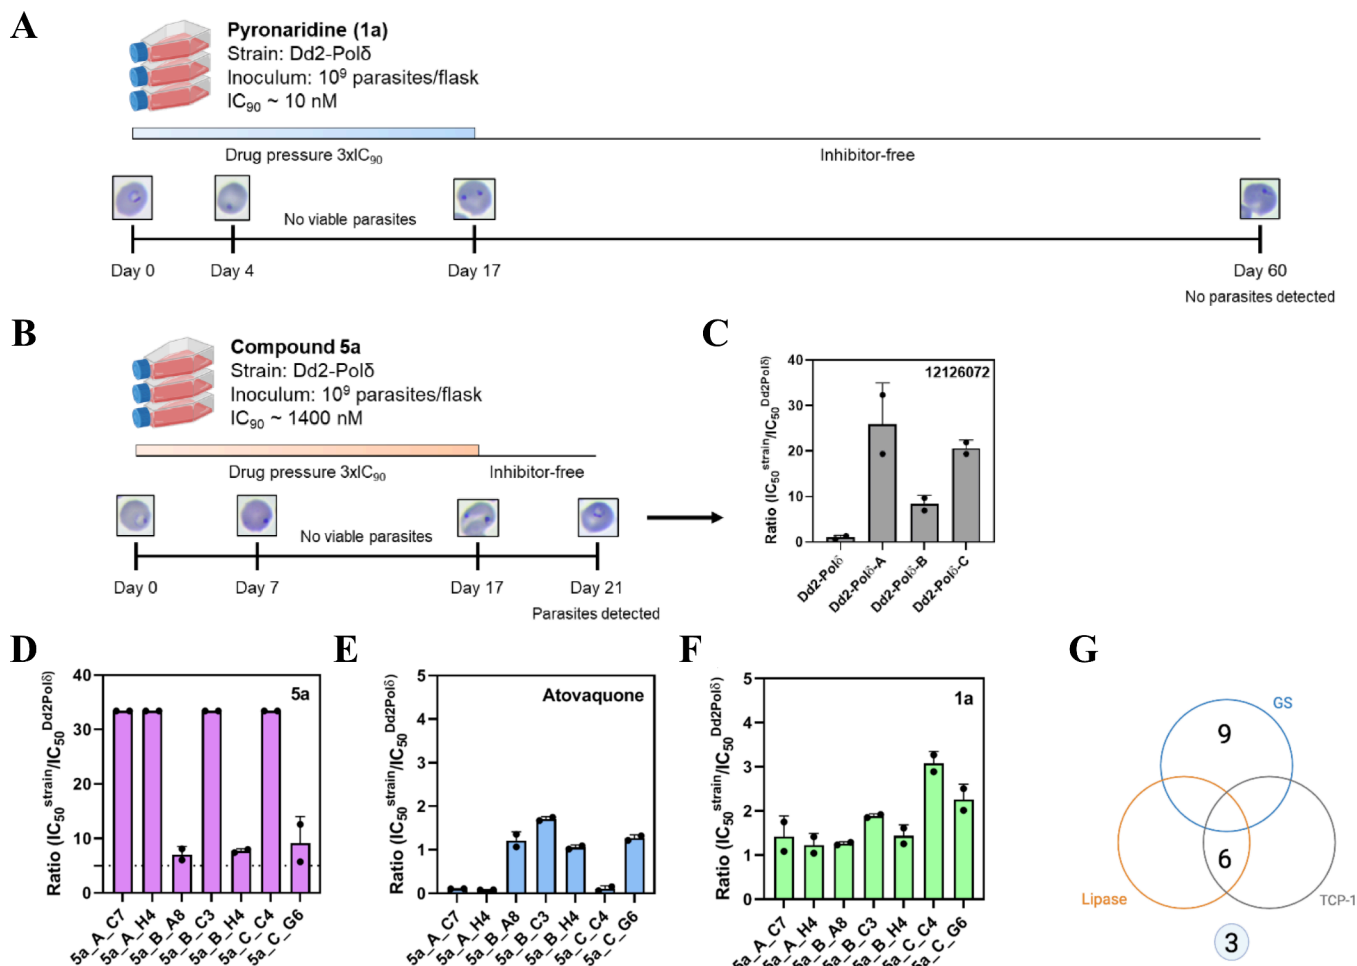 A
Pyronaridine (1a)
Strain: Dd2-Polδ
Inoculum: 10⁹ parasites/flask
IC₉₀ ~ 10 nM
Drug pressure 3xIC₉₀
Inhibitor-free
No viable parasites
Day 0
Day 4
Day 17
Day 60
No parasites detected
B
Compound 5a
Strain: Dd2-Polδ
Inoculum: 10⁹ parasites/flask
IC₉₀ ~ 1400 nM
Drug pressure 3xIC₉₀
Inhibitor-free
No viable parasites
Day 0
Day 7
Day 17
Day 21
Parasites detected
C
12126072
Ratio (IC₅₀^strain/IC₅₀^Dd2Polδ)
40
30
20
10
0
Dd2-Polδ
Dd2-Polδ-A
Dd2-Polδ-B
Dd2-Polδ-C
D
5a
Ratio (IC₅₀^strain/IC₅₀^Dd2Polδ)
40
30
20
10
0
5a_A_C7
5a_A_H4
5a_B_A8
5a_B_C3
5a_B_H4
5a_C_C4
5a_C_G6
E
Atovaquone
Ratio (IC₅₀^strain/IC₅₀^Dd2Polδ)
5
4
3
2
1
0
5a_A_C7
5a_A_H4
5a_B_A8
5a_B_C3
5a_B_H4
5a_C_C4
5a_C_G6
F
1a
Ratio (IC₅₀^strain/IC₅₀^Dd2Polδ)
5
4
3
2
1
0
5a_A_C7
5a_A_H4
5a_B_A8
5a_B_C3
5a_B_H4
5a_C_C4
5a_C_G6
G
GS
9
6
Lipase
TCP-1
3